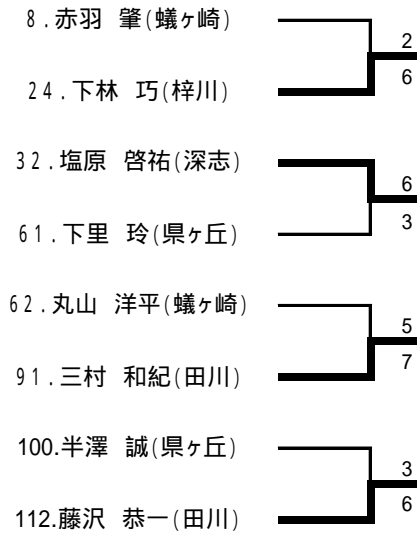 8.赤羽 肇(蟻ヶ崎)
2
6
24.下林 巧(梓川)
32.塩原 啓祐(深志)
6
3
61.下里 玲(県ヶ丘)
62.丸山 洋平(蟻ヶ崎)
5
7
91.三村 和紀(田川)
100.半澤 誠(県ヶ丘)
3
6
112.藤沢 恭一(田川)